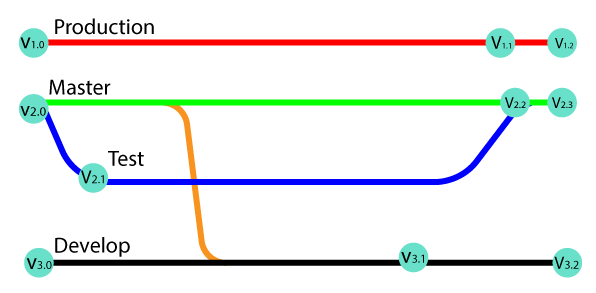 Production
V1.0
V1.1
V1.2
Master
V2.0
V2.2
V2.3
Test
V2.1
Develop
V3.0
V3.1
V3.2